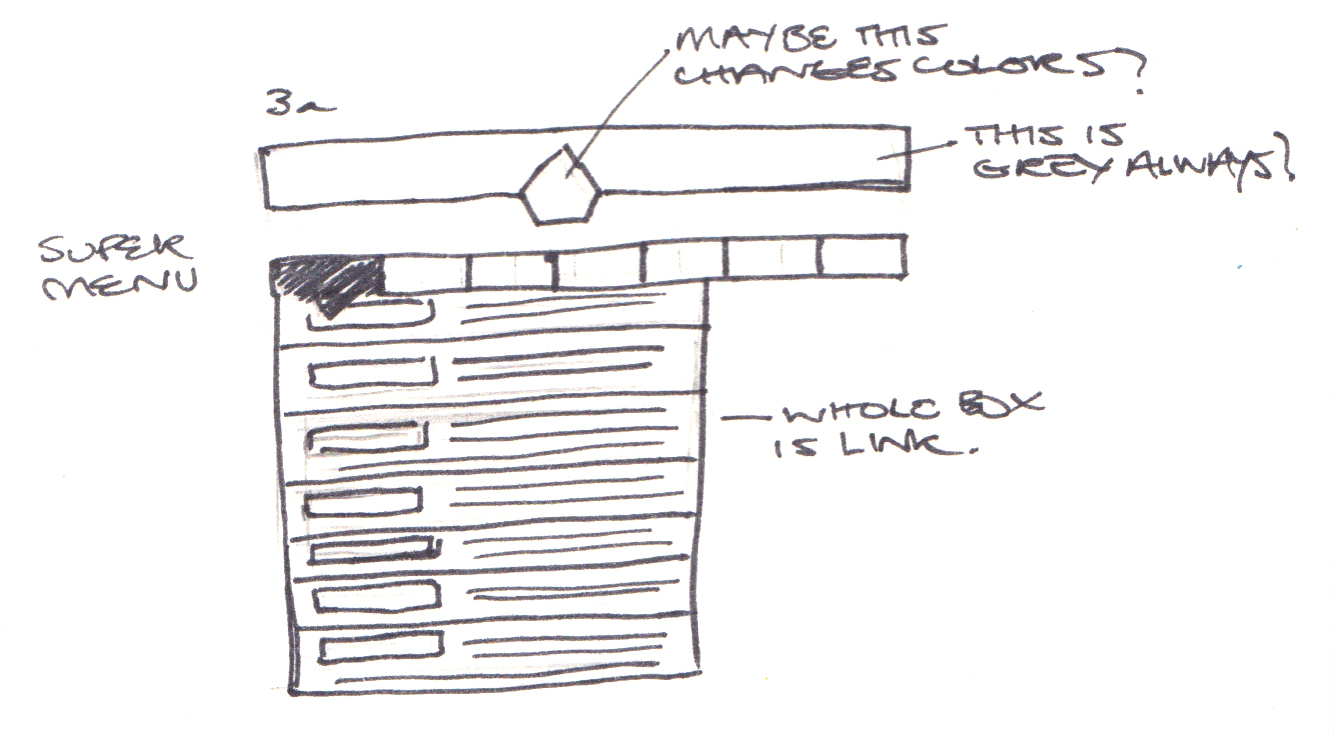 MAYBE THIS
CHANGES COLORS?
3a
THIS IS
GREY ALWAYS?
SUPER
MENU
WHOLE BOX
IS LINK.